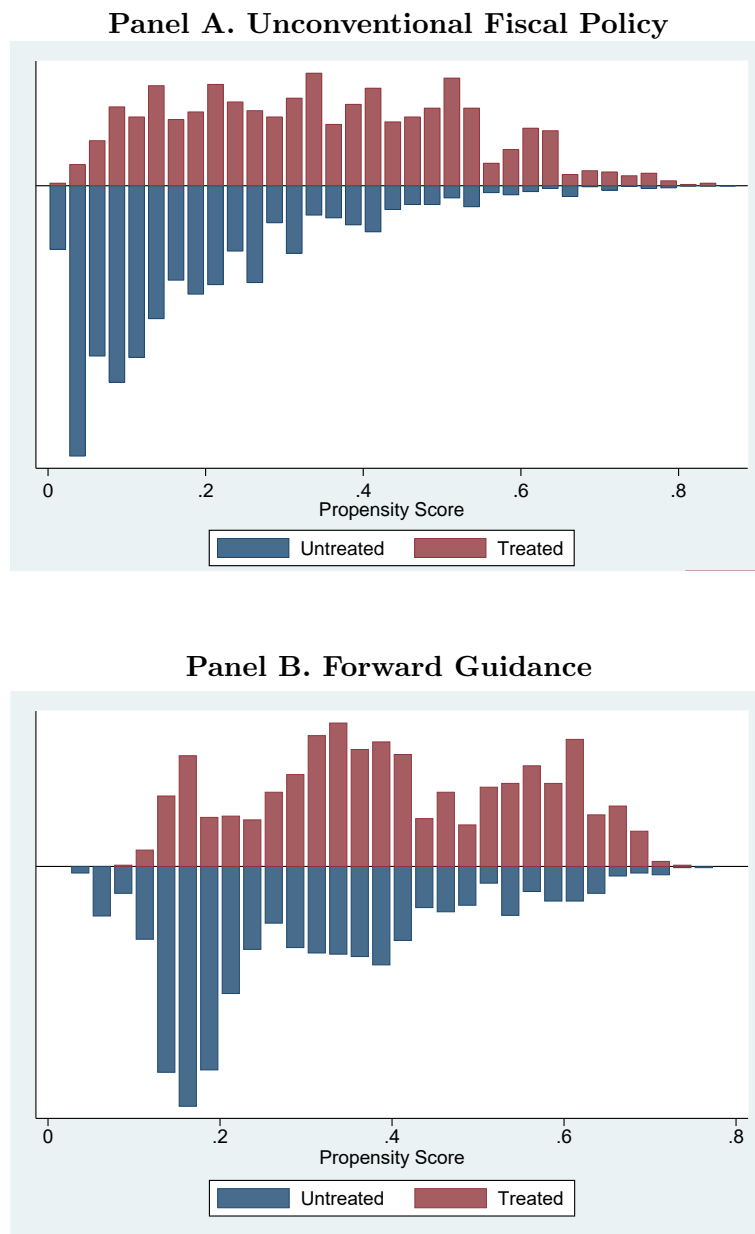 Panel A. Unconventional Fiscal Policy
0 .2 .4 .6 .8
Propensity Score
Untreated Treated
Panel B. Forward Guidance
0 .2 .4 .6 .8
Propensity Score
Untreated Treated